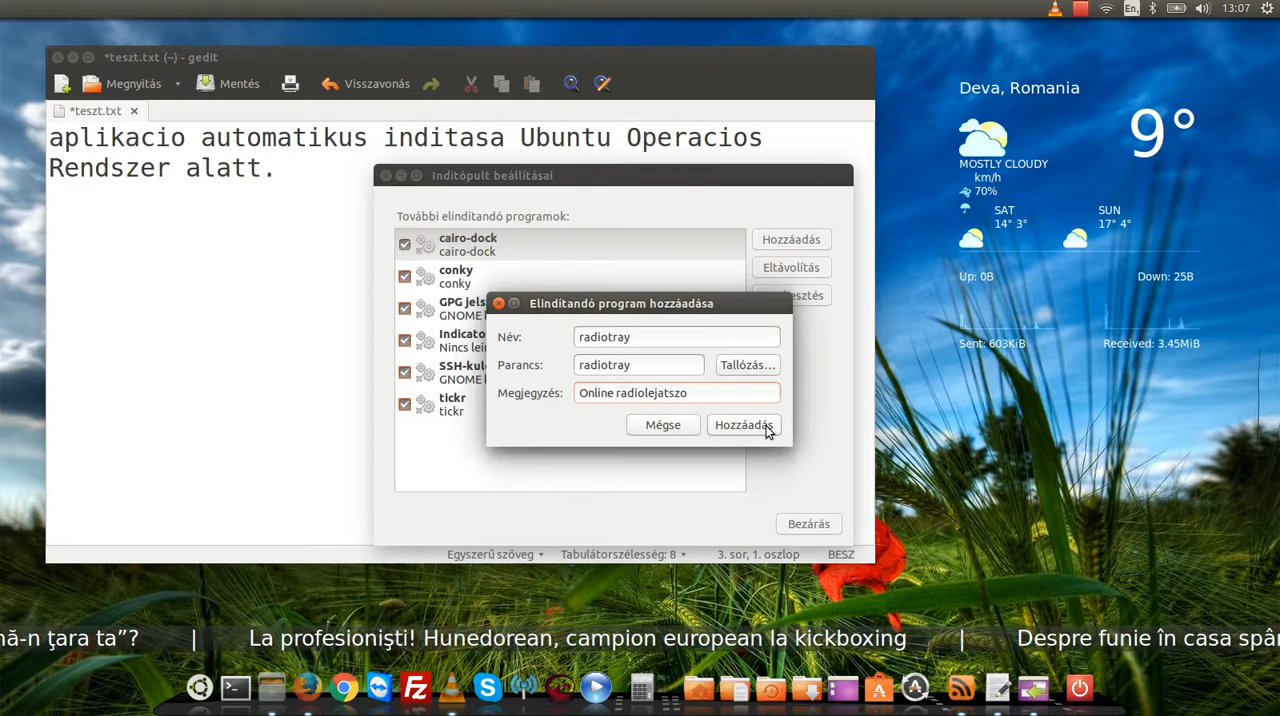 En1
13:07
*teszt.txt (~) - gedit
Megnyitás
Mentés
Visszavonás
*teszt.txt
aplikacio automatikus inditasa Ubuntu Operacios
Rendszer alatt.
Indítópult beállításai
További elindítandó programok:
cairo-dock
cairo-dock
conky
conky
GPG jels
GNOME
Indicato
Nincs leír
SSH-kul
GNOME
tickr
tickr
Hozzáadás
Eltávolítás
esztés
Elindítandó program hozzáadása
Név:
radiotray
Parancs:
radiotray
Tallózás...
Megjegyzés:
Online radiolejatszo
Mégse
Hozzáadás
Bezárás
Egyszerű szöveg
Tabulátorszélesség: 8
3. sor, 1. oszlop
BESZ
Deva, Romania
9°
MOSTLY CLOUDY
km/h
70%
SAT
14° 3°
SUN
17° 4°
Up: 0B
Down: 25B
Sent: 603KiB
Received: 3.45MiB
nă-n ţara ta”? | La profesionişti! Hunedorean, campion european la kickboxing | Despre funie în casa spân